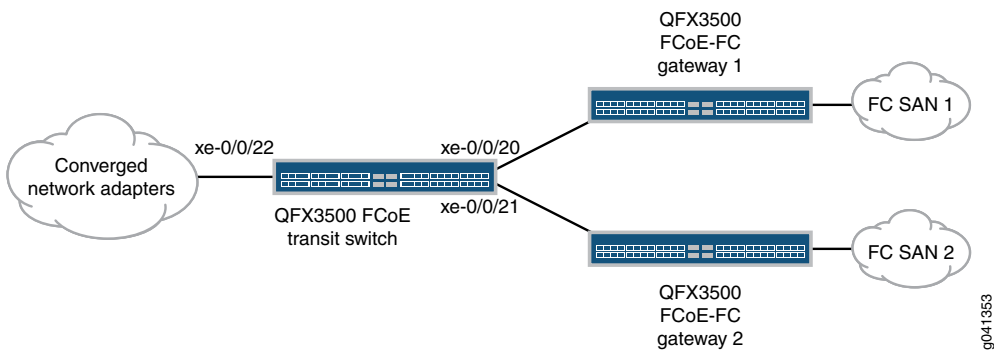 QFX3500
FCoE-FC
gateway 1
FC SAN 1
xe-0/0/22
xe-0/0/20
Converged
network adapters
xe-0/0/21
QFX3500 FCoE
transit switch
FC SAN 2
QFX3500
FCoE-FC
gateway 2
g041353